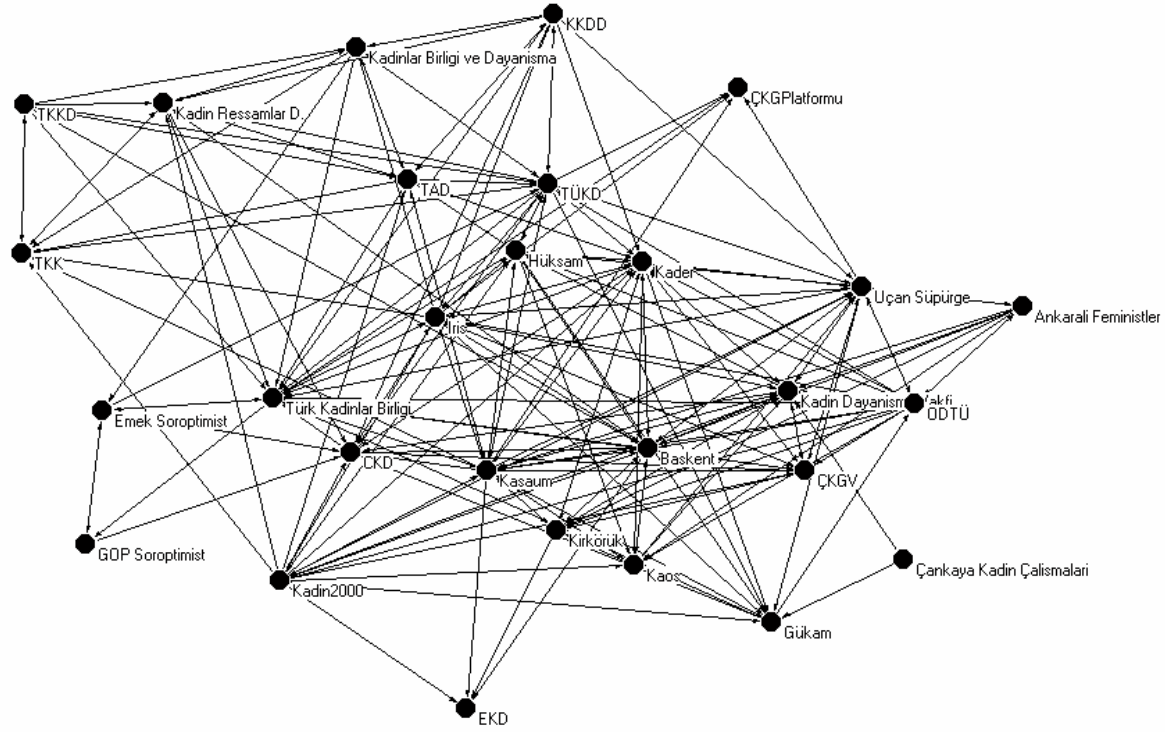 KKDD
Kadinlar Birligi ve Dayanisma
ÇKGPlatformu
TKKD
Kadin Ressamlar D.
TAD
TÜKD
TKK
Hüksam
Kader
Uçan Süpürge
Ankarali Feministler
Iris
Türk Kadinlar Birligi
Kadin Dayanisma Vakfi
ODTÜ
Emek Soroptimist
CKD
Baskent
Kasaum
ÇKGV
Kirkörük
GOP Soroptimist
Kaos
Çankaya Kadin Çalismalari
Kadin2000
Gükam
EKD